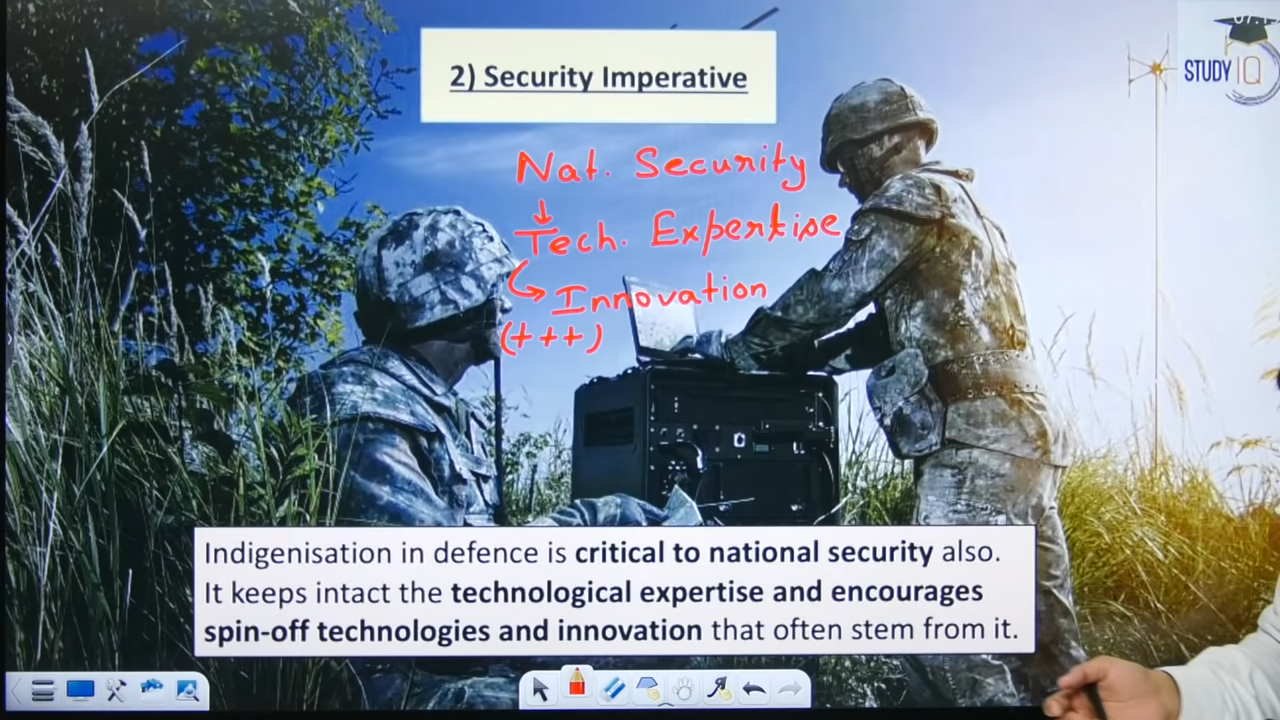 2) Security Imperative
STUDY IQ
Nat. Security
Tech. Expertise
Innovation
(+++)
Indigenisation in defence is critical to national security also.
It keeps intact the technological expertise and encourages
spin-off technologies and innovation that often stem from it.